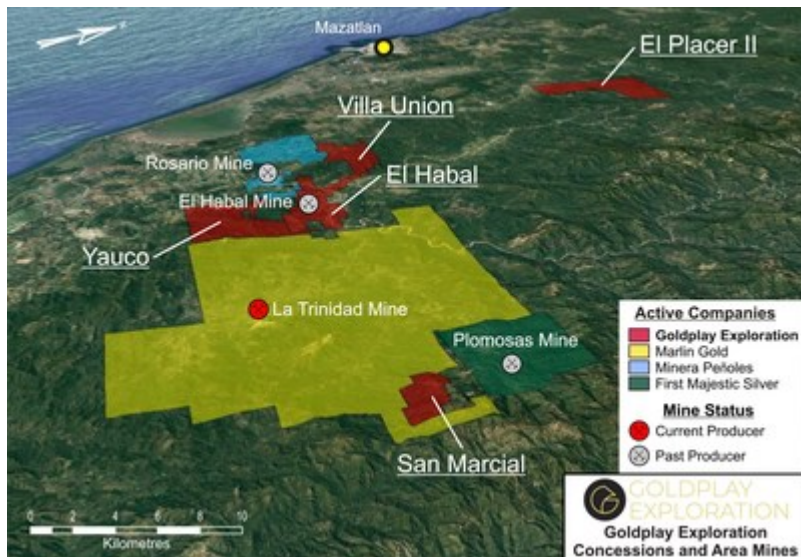 Mazatlan
El Placer II
Villa Union
Rosario Mine
El Habal
El Habal Mine
Yauco
La Trinidad Mine
Plomosas Mine
San Marcial
Active Companies
Goldplay Exploration
Marlin Gold
Minera Peñoles
First Majestic Silver
Mine Status
Current Producer
Past Producer
0 2 4 6 8 10
Kilometres
GOLDPLAY
EXPLORATION
Goldplay Exploration
Concessions and Area Mines